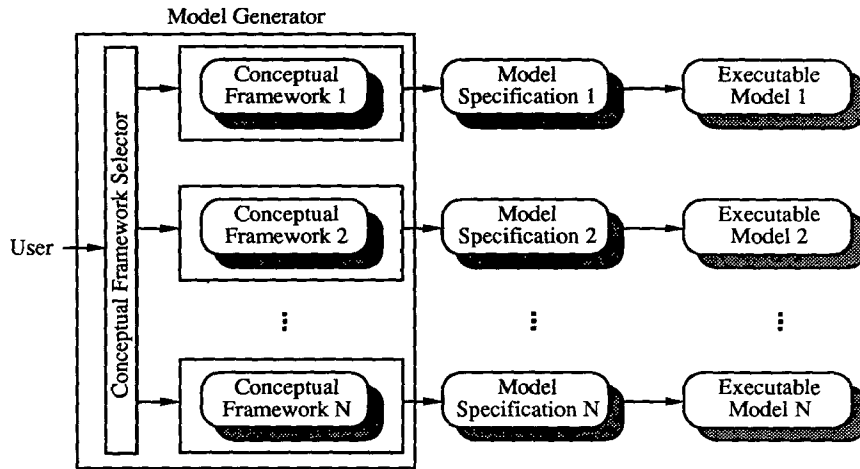 Model Generator
Conceptual
Framework 1
Model
Specification 1
Executable
Model 1
Conceptual Framework Selector
User
Conceptual
Framework 2
Model
Specification 2
Executable
Model 2
Conceptual
Framework N
Model
Specification N
Executable
Model N